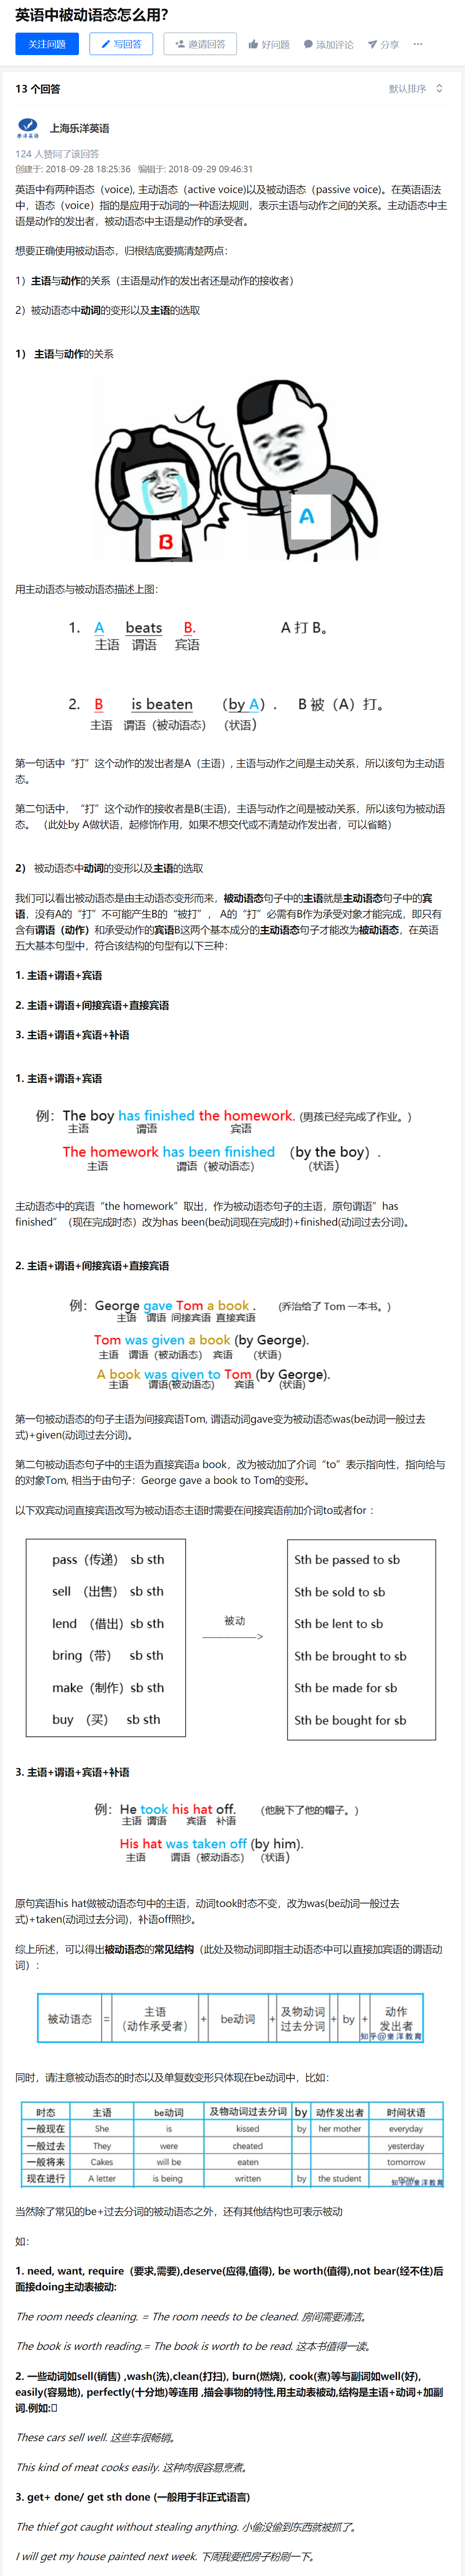 英语中被动语态怎么用?
关注问题 写回答 邀请回答 好问题 添加评论 分享 ···
13 个回答 默认排序
乐洋英语
上海乐洋英语
124 人赞同了该回答
创建于: 2018-09-28 18:25:36 编辑于: 2018-09-29 09:46:31
英语中有两种语态（voice), 主动语态（active voice)以及被动语态（passive voice)。在英语语法
中，语态（voice）指的是应用于动词的一种语法规则，表示主语与动作之间的关系。主动语态中主
语是动作的发出者，被动语态中主语是动作的承受者。
想要正确使用被动语态，归根结底要搞清楚两点：
1）主语与动作的关系（主语是动作的发出者还是动作的接收者）
2）被动语态中动词的变形以及主语的选取
1） 主语与动作的关系
B
A
用主动语态与被动语态描述上图：
1. A beats B. A 打 B。
主语 谓语 宾语
2. B is beaten （by A）. B 被（A）打。
主语 谓语（被动语态） （状语）
第一句话中“打”这个动作的发出者是A（主语）, 主语与动作之间是主动关系，所以该句为主动语
态。
第二句话中，“打”这个动作的接收者是B(主语)，主语与动作之间是被动关系，所以该句为被动语
态。（此处by A做状语，起修饰作用，如果不想交代或不清楚动作发出者，可以省略）
2） 被动语态中动词的变形以及主语的选取
我们可以看出被动语态是由主动语态变形而来，被动语态句子中的主语就是主动语态句子中的宾
语，没有A的“打”不可能产生B的“被打”， A的“打”必需有B作为承受对象才能完成，即只有
含有谓语（动作）和承受动作的宾语B这两个基本成分的主动语态句子才能改为被动语态，在英语
五大基本句型中，符合该结构的句型有以下三种：
1. 主语+谓语+宾语
2. 主语+谓语+间接宾语+直接宾语
3. 主语+谓语+宾语+补语
1. 主语+谓语+宾语
例：The boy has finished the homework. (男孩已经完成了作业。)
主语 谓语 宾语
The homework has been finished （by the boy）.
主语 谓语（被动语态） （状语）
主动语态中的宾语“the homework”取出，作为被动语态句子的主语，原句谓语”has
finished”（现在完成时态）改为has been(be动词现在完成时)+finished(动词过去分词)。
2. 主语+谓语+间接宾语+直接宾语
例：George gave Tom a book . (乔治给了 Tom 一本书。)
主语 谓语 间接宾语 直接宾语
Tom was given a book (by George).
主语 谓语（被动语态） 宾语 （状语）
A book was given to Tom (by George).
主语 谓语(被动语态) 宾语 (状语)
第一句被动语态的句子主语为间接宾语Tom, 谓语动词gave变为被动语态was(be动词一般过去
式)+given(动词过去分词)。
第二句被动语态句子中的主语为直接宾语a book，改为被动加了介词“to”表示指向性，指向给与
的对象Tom, 相当于由句子：George gave a book to Tom的变形。
以下双宾动词直接宾语改写为被动语态主语时需要在间接宾语前加介词to或者for：
pass（传递） sb sth Sth be passed to sb
sell （出售） sb sth Sth be sold to sb
lend （借出）sb sth 被动 Sth be lent to sb
bring（带） sb sth Sth be brought to sb
make（制作）sb sth Sth be made for sb
buy （买） sb sth Sth be bought for sb
3. 主语+谓语+宾语+补语
例：He took his hat off. （他脱下了他的帽子。）
主语 谓语 宾语 补语
His hat was taken off (by him).
主语 谓语（被动语态） （状语）
原句宾语his hat做被动语态句中的主语，动词took时态不变，改为was(be动词一般过去
式)+taken(动词过去分词)，补语off照抄。
综上所述，可以得出被动语态的常见结构（此处及物动词即指主动语态中可以直接加宾语的谓语动
词）：
被动语态 = 主语（动作承受者） + be动词 + 及物动词过去分词 + by + 动作发出者
知乎@乐洋教育
同时，请注意被动语态的时态以及单复数变形只体现在be动词中，比如：
时态 主语 be动词 及物动词过去分词 by 动作发出者 时间状语
一般现在 She is kissed by her mother everyday
一般过去 They were cheated yesterday
一般将来 Cakes will be eaten tomorrow
现在进行 A letter is being written by the student now
知乎@乐洋教育
当然除了常见的be+过去分词的被动语态之外，还有其他结构也可表示被动
如：
1. need, want, require（要求,需要),deserve(应得,值得), be worth(值得),not bear(经不住)后
面接doing主动表被动:
The room needs cleaning. = The room needs to be cleaned. 房间需要清洁。
The book is worth reading.= The book is worth to be read. 这本书值得一读。
2. 一些动词如sell(销售) ,wash(洗),clean(打扫), burn(燃烧), cook(煮)等与副词如well(好),
easily(容易地), perfectly(十分地)等连用 ,描会事物的特性,用主动表被动,结构是主语+动词+加副
词.例如:
These cars sell well. 这些车很畅销。
This kind of meat cooks easily. 这种肉很容易烹煮。
3. get+ done/ get sth done (一般用于非正式语言)
The thief got caught without stealing anything. 小偷没偷到东西就被抓了。
I will get my house painted next week. 下周我要把房子粉刷一下。